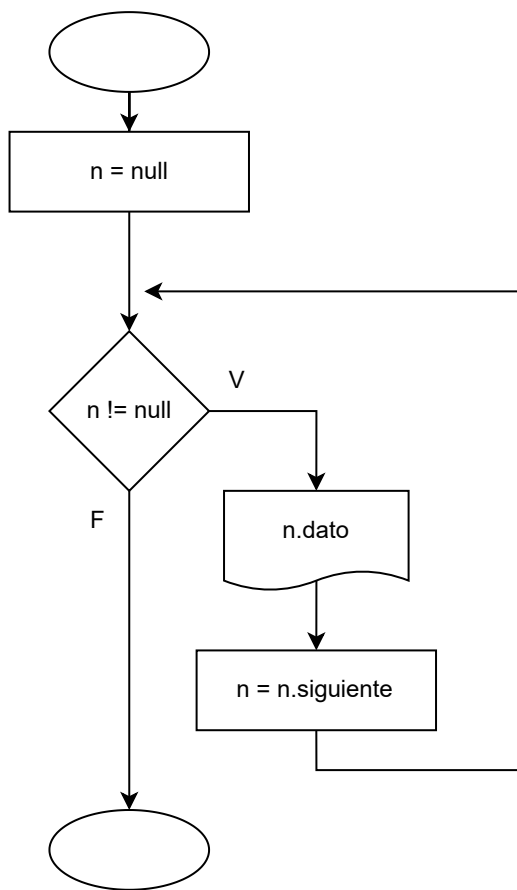 n = null
n != null
V
F
n.dato
n = n.siguiente